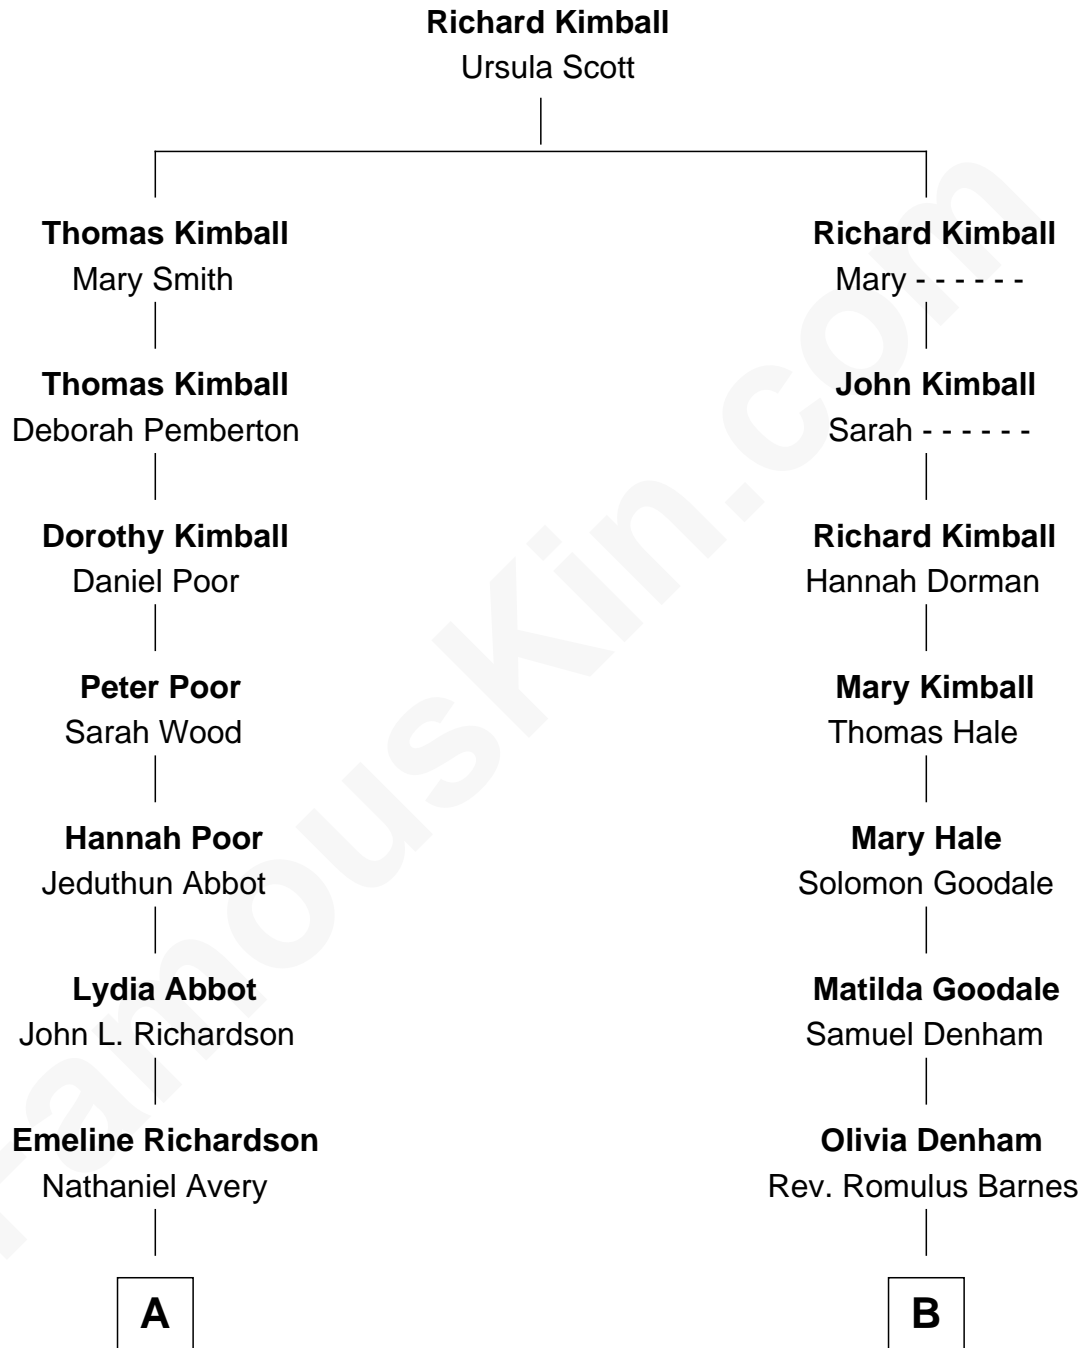 Richard Kimball
Ursula Scott
Thomas Kimball
Mary Smith
Thomas Kimball
Deborah Pemberton
Dorothy Kimball
Daniel Poor
Peter Poor
Sarah Wood
Hannah Poor
Jeduthun Abbot
Lydia Abbot
John L. Richardson
Emeline Richardson
Nathaniel Avery
A
Richard Kimball
Mary - - - - - -
John Kimball
Sarah - - - - - -
Richard Kimball
Hannah Dorman
Mary Kimball
Thomas Hale
Mary Hale
Solomon Goodale
Matilda Goodale
Samuel Denham
Olivia Denham
Rev. Romulus Barnes
B
FamousKin.com